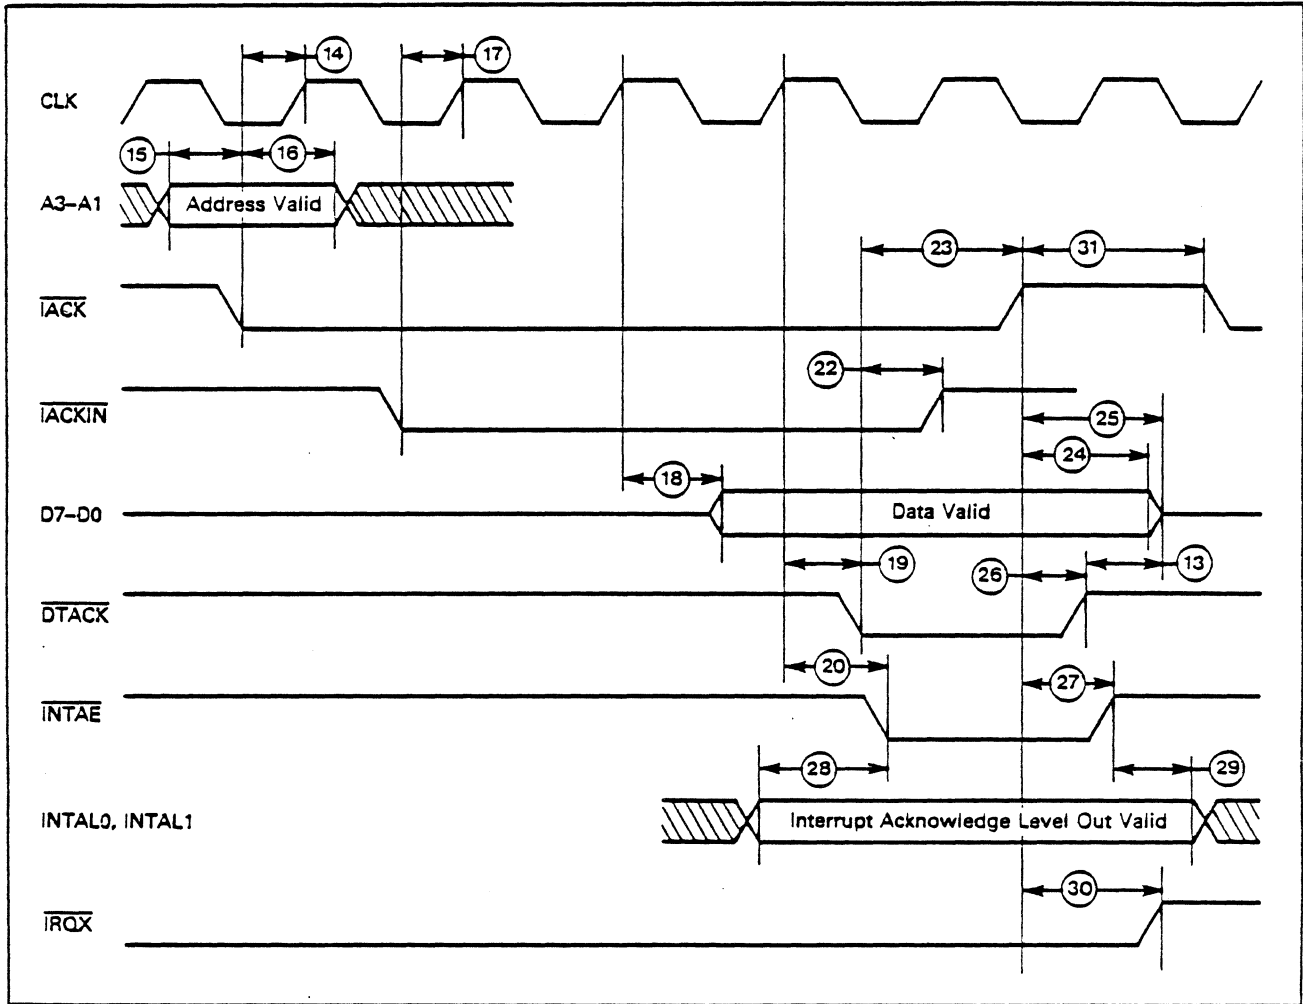 14
17
CLK
15
16
A3–A1
Address Valid
23
31
IACK
22
IACKIN
25
24
18
D7–D0
Data Valid
19
26
13
DTACK
20
27
INTAE
28
29
INTAL0, INTAL1
Interrupt Acknowledge Level Out Valid
30
IRQX